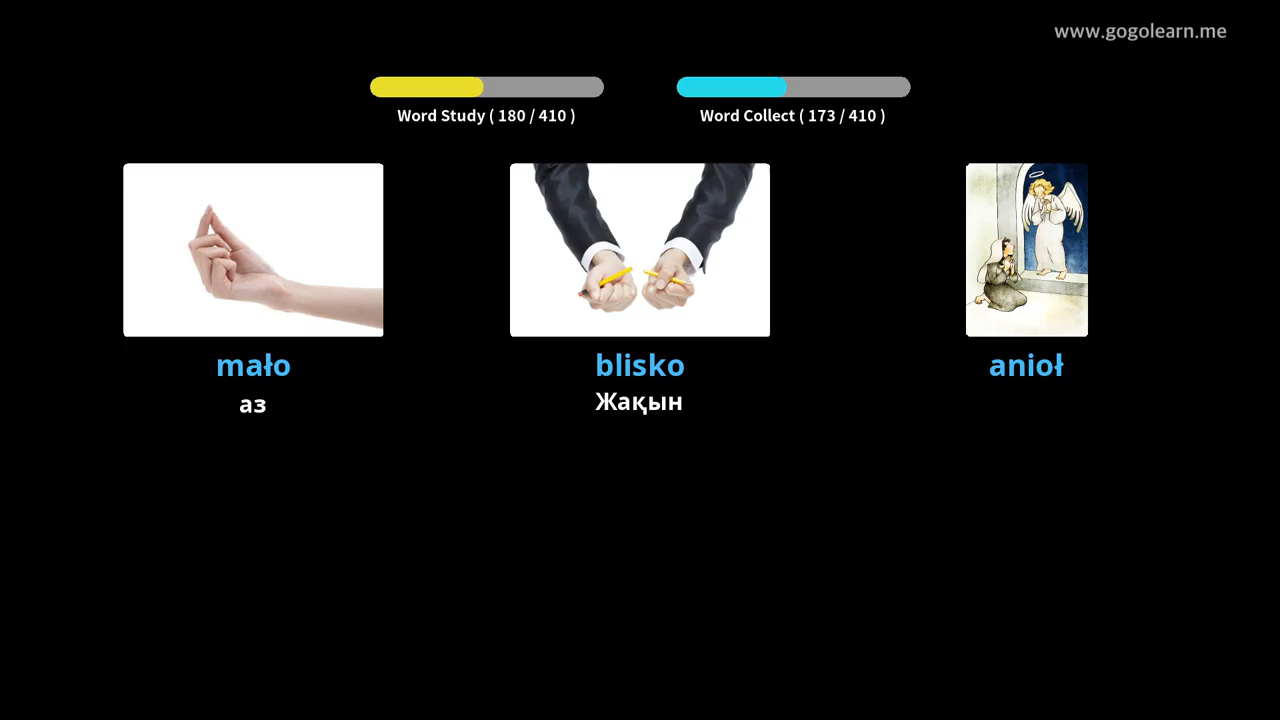 www.gogolearn.me
Word Study ( 180 / 410 )
Word Collect ( 173 / 410 )
mało
аз
blisko
Жақын
anioł